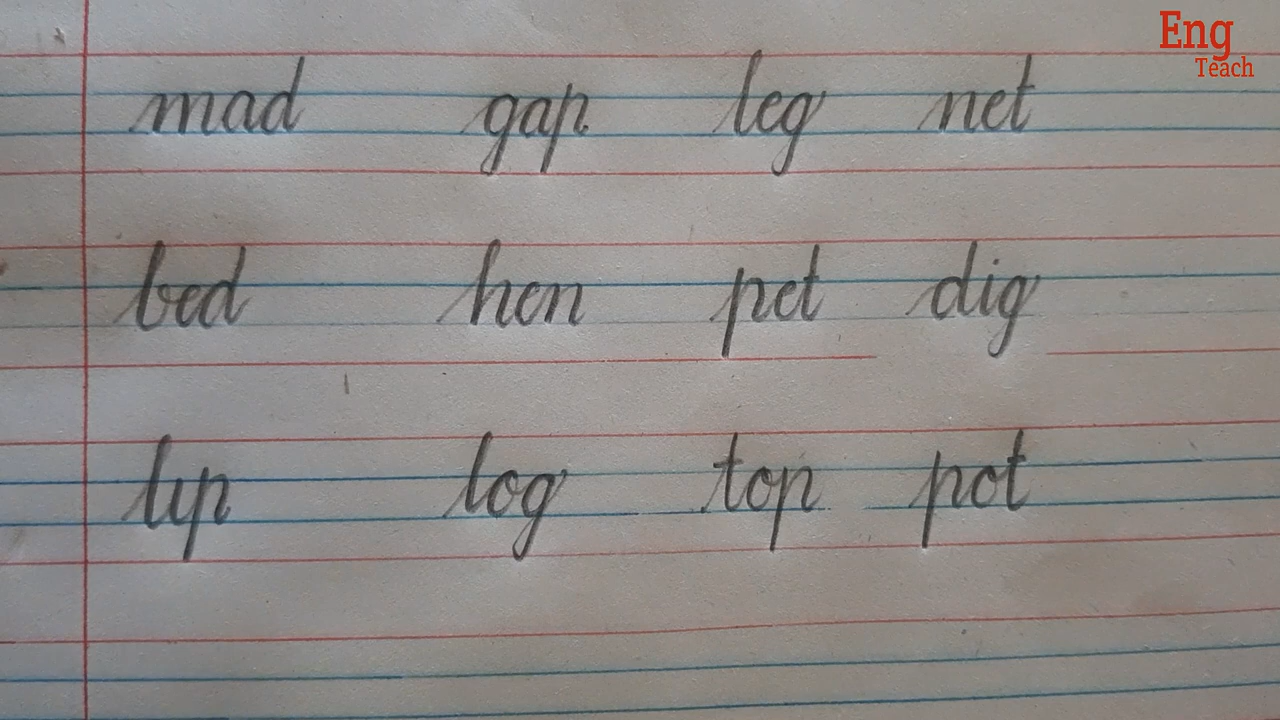 Eng
Teach
mad gap leg net
bed hen pet dig
lip log top pot